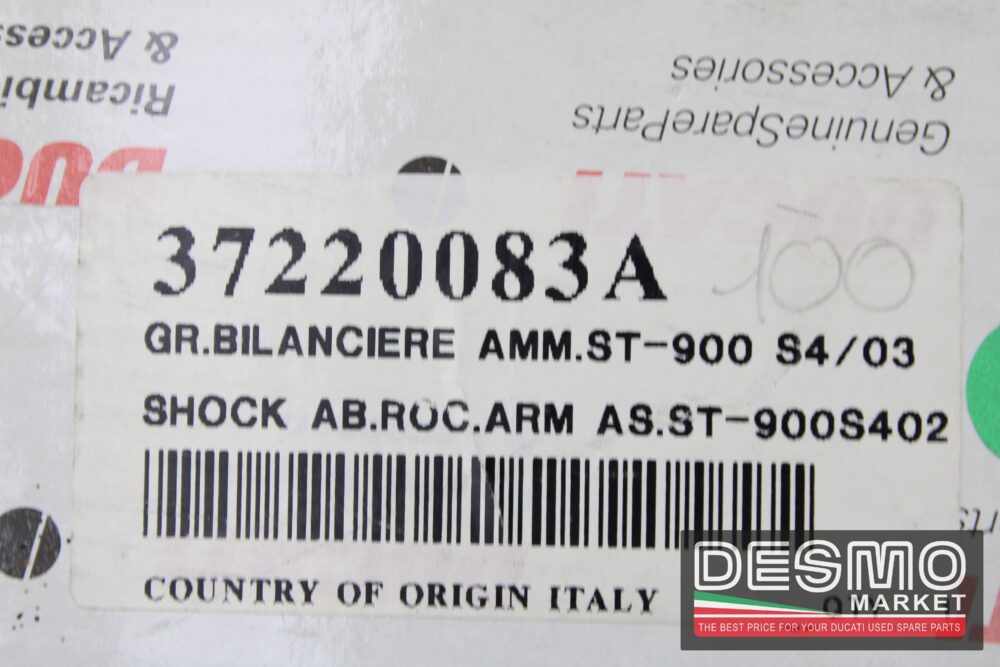 & Accessories
Ricambi
GenuineSpareParts
& Accessories
37220083A
100
GR.BILANCIERE AMM.ST-900 S4/03
SHOCK AB.ROC.ARM AS.ST-900S402
COUNTRY OF ORIGIN ITALY
DESMO
MARKET
THE BEST PRICE FOR YOUR DUCATI USED SPARE PARTS